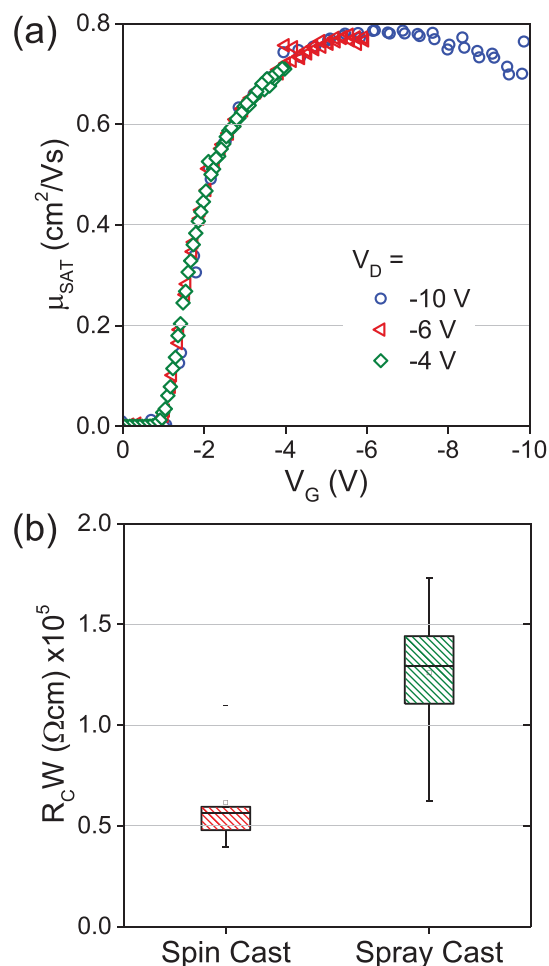 (a)
0.8
0.6
0.4
0.2
0.0
μSAT (cm²/Vs)
VD =
-10 V
-6 V
-4 V
0 -2 -4 -6 -8 -10
VG (V)
(b)
2.0
1.5
1.0
0.5
0.0
RCW (Ωcm) x10⁵
Spin Cast Spray Cast